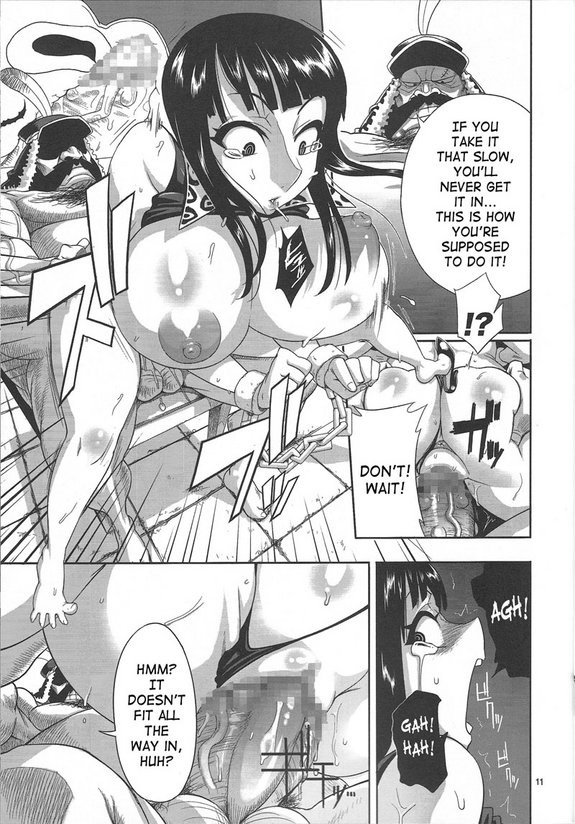 IF YOU
TAKE IT
THAT SLOW,
YOU'LL
NEVER GET
IT IN...
THIS IS HOW
YOU'RE
SUPPOSED
TO DO IT!
!?
DON'T!
WAIT!
AGH!
GAH!
HAH!
HMM?
IT
DOESN'T
FIT ALL
THE
WAY IN,
HUH?
11